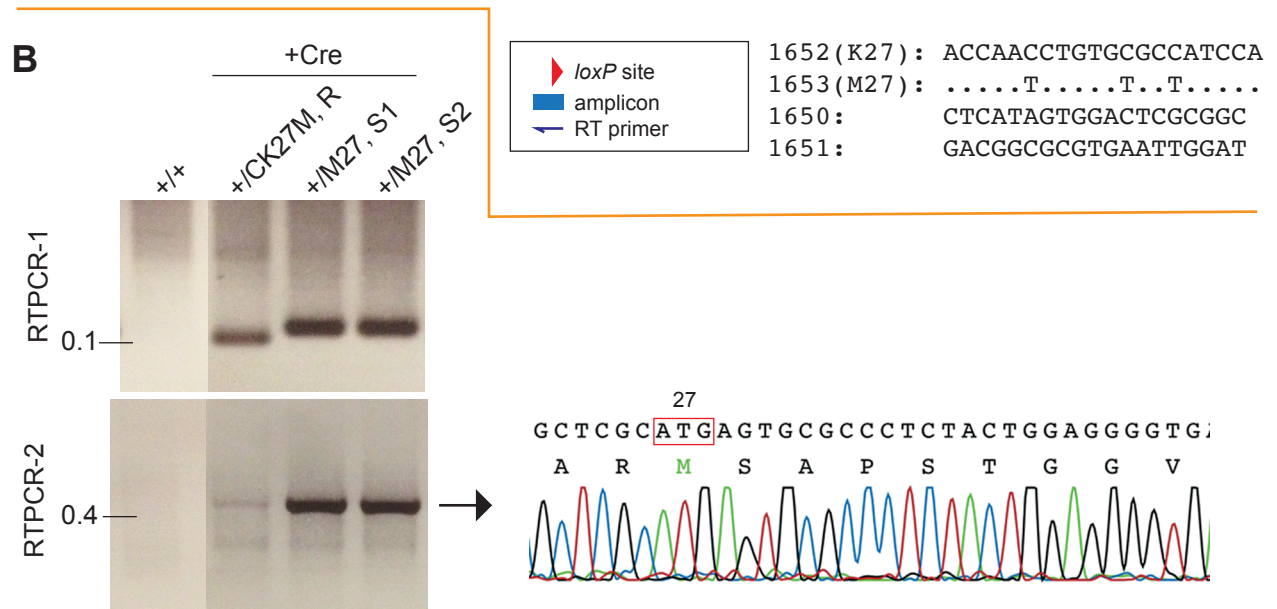 B
+Cre
+/+
+/CK27M, R
+/M27, S1
+/M27, S2
loxP site
amplicon
RT primer
1652(K27): ACCAACCTGTGCGCCATCCA
1653(M27): .....T.....T..T.....
1650: CTCATAGTGGACTCGCGGC
1651: GACGGCGCGTGAATTGGAT
RTPCR-1
0.1
RTPCR-2
0.4
27
GCTCGCATGAGTGCGCCCTCTACTGGAGGGGTG
A R M S A P S T G G V